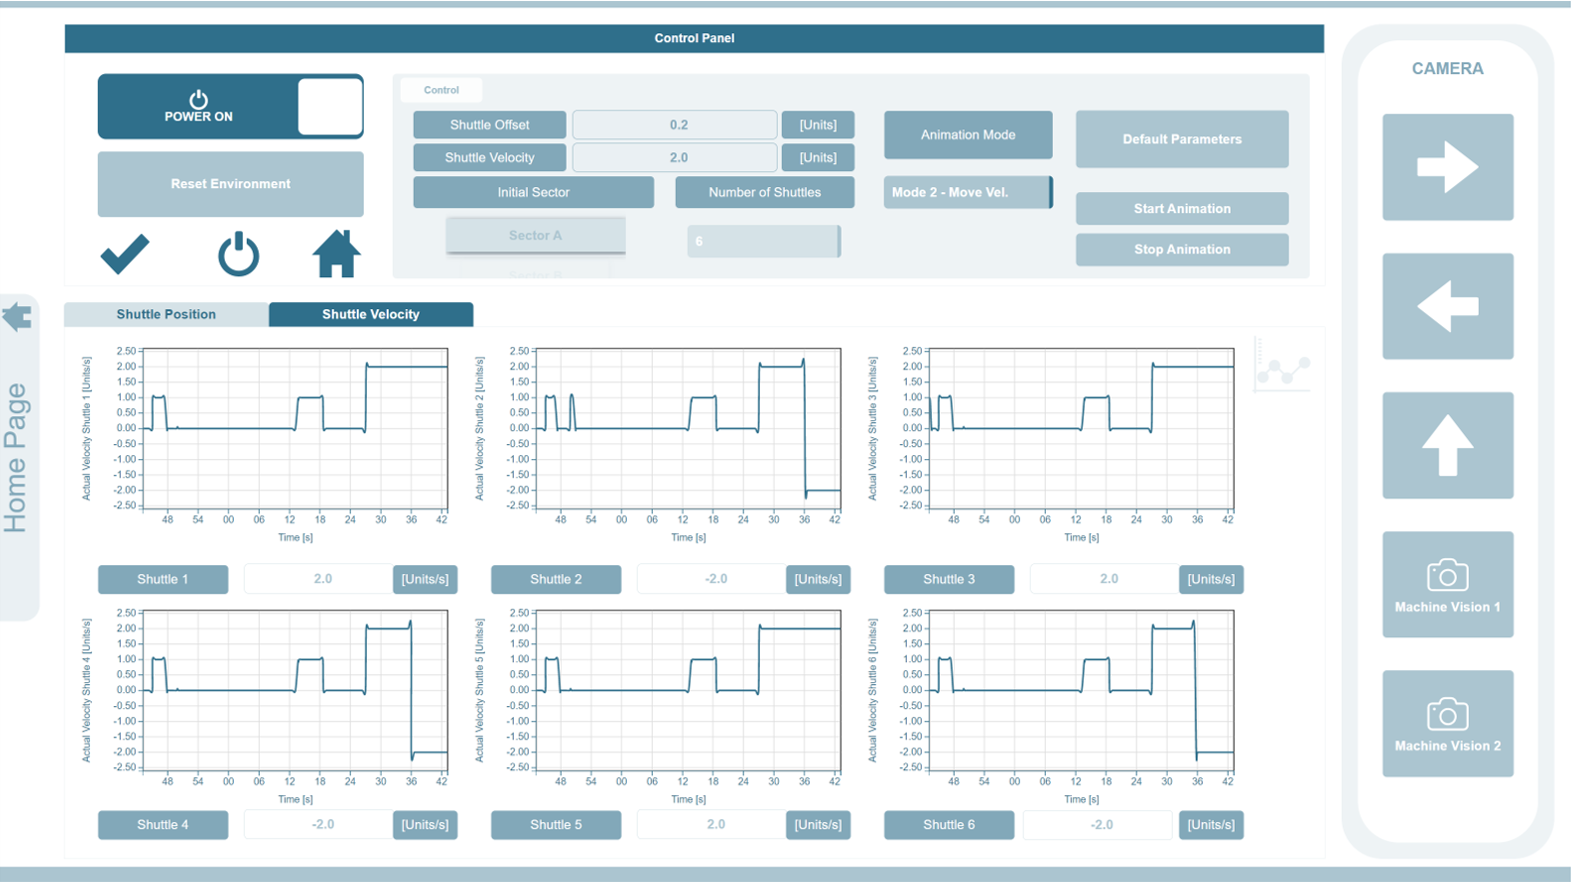 Control Panel
CAMERA
POWER ON
Reset Environment
Control
Shuttle Offset 0.2 [Units]
Shuttle Velocity 2.0 [Units]
Initial Sector Number of Shuttles
Sector A 6
Sector B
Animation Mode
Mode 2 - Move Vel.
Default Parameters
Start Animation
Stop Animation
Home Page
Shuttle Position Shuttle Velocity
Actual Velocity Shuttle 1 [Units/s]
2.50
2.00
1.50
1.00
0.50
0.00
-0.50
-1.00
-1.50
-2.00
-2.50
48 54 00 06 12 18 24 30 36 42
Time [s]
Shuttle 1 2.0 [Units/s]
Actual Velocity Shuttle 2 [Units/s]
2.50
2.00
1.50
1.00
0.50
0.00
-0.50
-1.00
-1.50
-2.00
-2.50
48 54 00 06 12 18 24 30 36 42
Time [s]
Shuttle 2 -2.0 [Units/s]
Actual Velocity Shuttle 3 [Units/s]
2.50
2.00
1.50
1.00
0.50
0.00
-0.50
-1.00
-1.50
-2.00
-2.50
48 54 00 06 12 18 24 30 36 42
Time [s]
Shuttle 3 2.0 [Units/s]
Actual Velocity Shuttle 4 [Units/s]
2.50
2.00
1.50
1.00
0.50
0.00
-0.50
-1.00
-1.50
-2.00
-2.50
48 54 00 06 12 18 24 30 36 42
Time [s]
Shuttle 4 -2.0 [Units/s]
Actual Velocity Shuttle 5 [Units/s]
2.50
2.00
1.50
1.00
0.50
0.00
-0.50
-1.00
-1.50
-2.00
-2.50
48 54 00 06 12 18 24 30 36 42
Time [s]
Shuttle 5 2.0 [Units/s]
Actual Velocity Shuttle 6 [Units/s]
2.50
2.00
1.50
1.00
0.50
0.00
-0.50
-1.00
-1.50
-2.00
-2.50
48 54 00 06 12 18 24 30 36 42
Time [s]
Shuttle 6 -2.0 [Units/s]
Machine Vision 1
Machine Vision 2